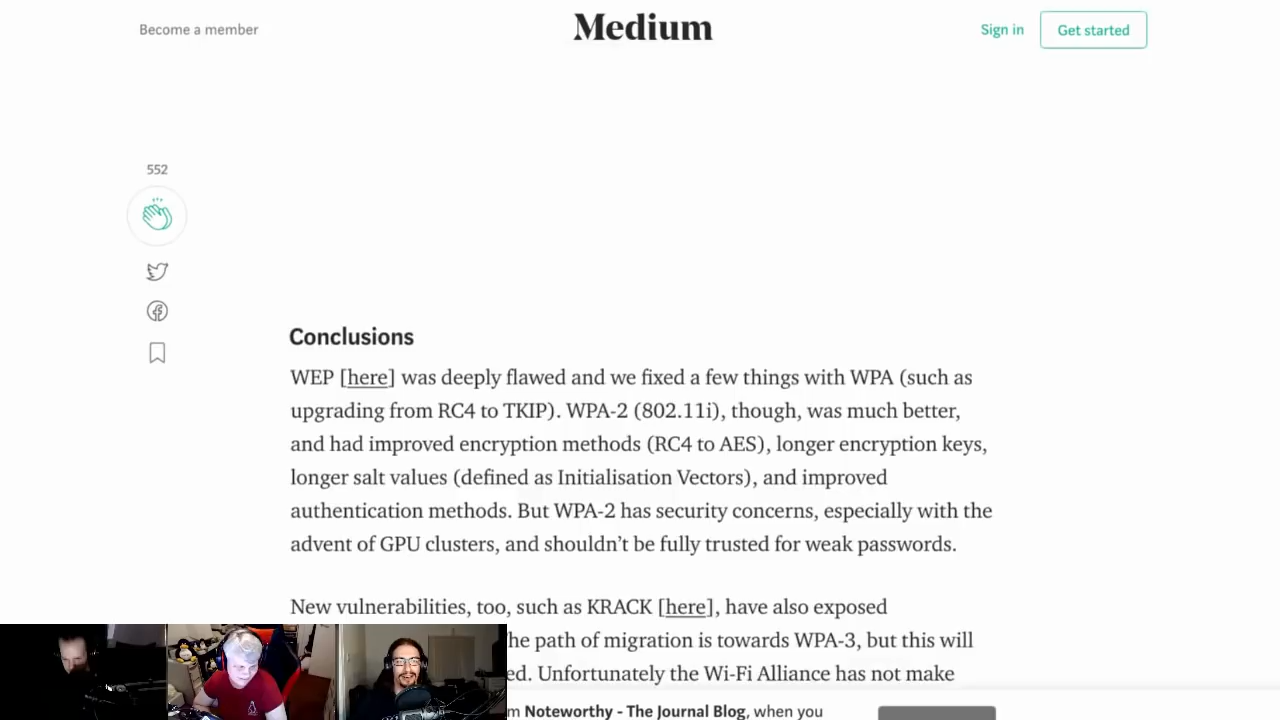 Become a member
Medium
Sign in
Get started
552
Conclusions
WEP [here] was deeply flawed and we fixed a few things with WPA (such as
upgrading from RC4 to TKIP). WPA-2 (802.11i), though, was much better,
and had improved encryption methods (RC4 to AES), longer encryption keys,
longer salt values (defined as Initialisation Vectors), and improved
authentication methods. But WPA-2 has security concerns, especially with the
advent of GPU clusters, and shouldn't be fully trusted for weak passwords.
New vulnerabilities, too, such as KRACK [here], have also exposed
he path of migration is towards WPA-3, but this will
ed. Unfortunately the Wi-Fi Alliance has not make
m Noteworthy - The Journal Blog, when you